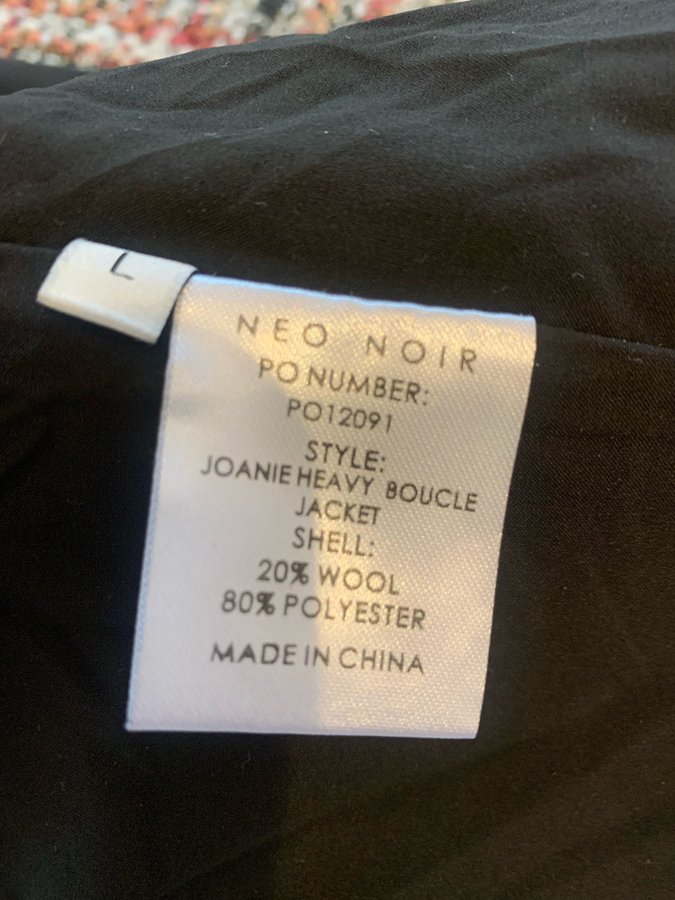 L
NEO NOIR
PO NUMBER:
PO12091
STYLE:
JOANIE HEAVY BOUCLE
JACKET
SHELL:
20% WOOL
80% POLYESTER
MADE IN CHINA